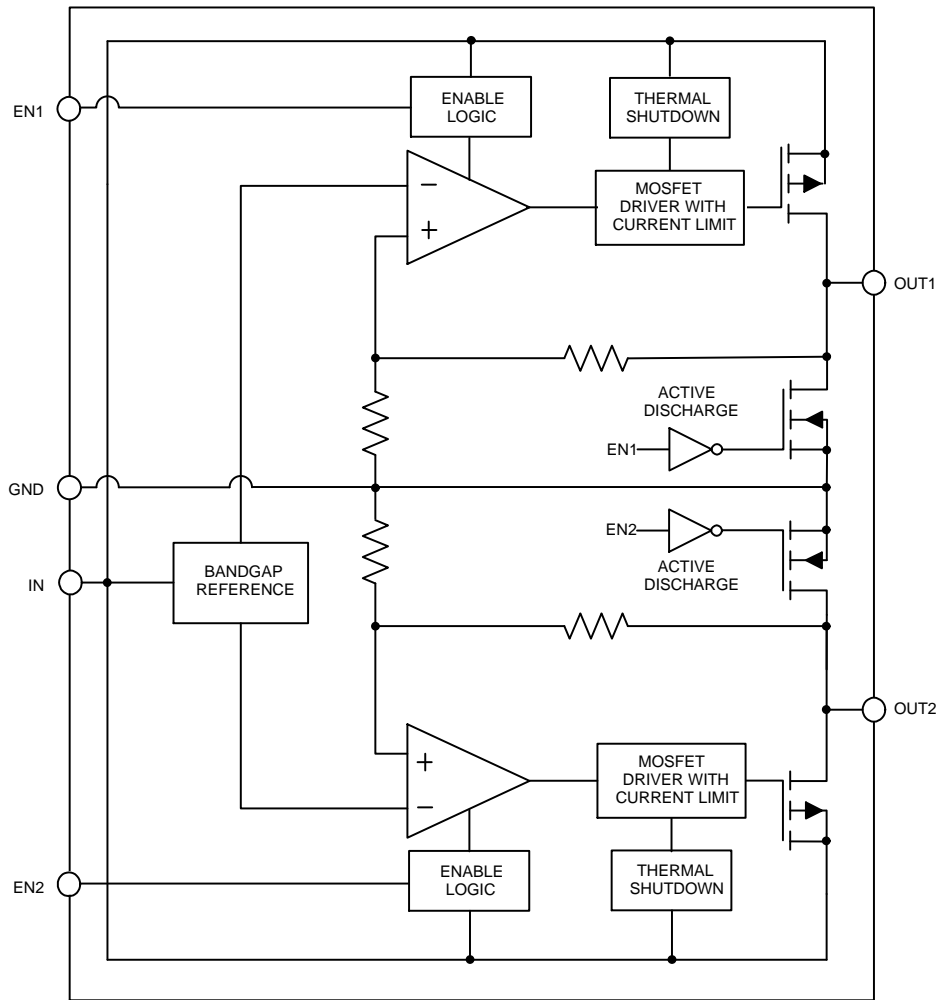 EN1
ENABLE
LOGIC
THERMAL
SHUTDOWN
−
+
MOSFET
DRIVER WITH
CURRENT LIMIT
OUT1
ACTIVE
DISCHARGE
EN1
GND
EN2
ACTIVE
DISCHARGE
IN
BANDGAP
REFERENCE
OUT2
+
−
MOSFET
DRIVER WITH
CURRENT LIMIT
EN2
ENABLE
LOGIC
THERMAL
SHUTDOWN